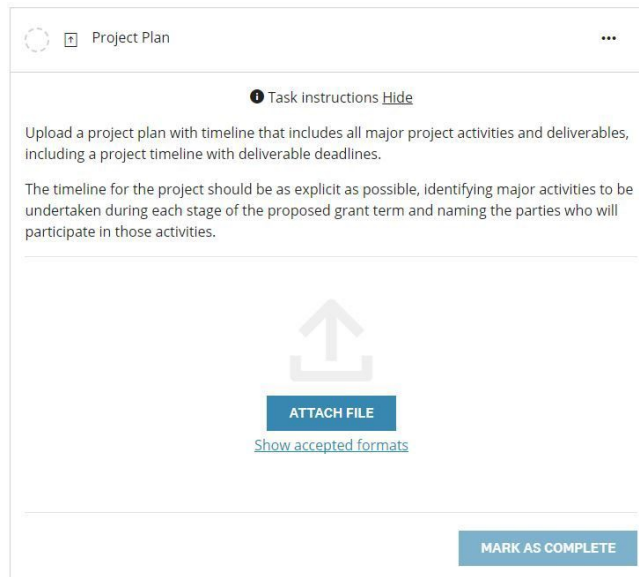 Project Plan
Task instructions Hide
Upload a project plan with timeline that includes all major project activities and deliverables,
including a project timeline with deliverable deadlines.
The timeline for the project should be as explicit as possible, identifying major activities to be
undertaken during each stage of the proposed grant term and naming the parties who will
participate in those activities.
ATTACH FILE
Show accepted formats
MARK AS COMPLETE